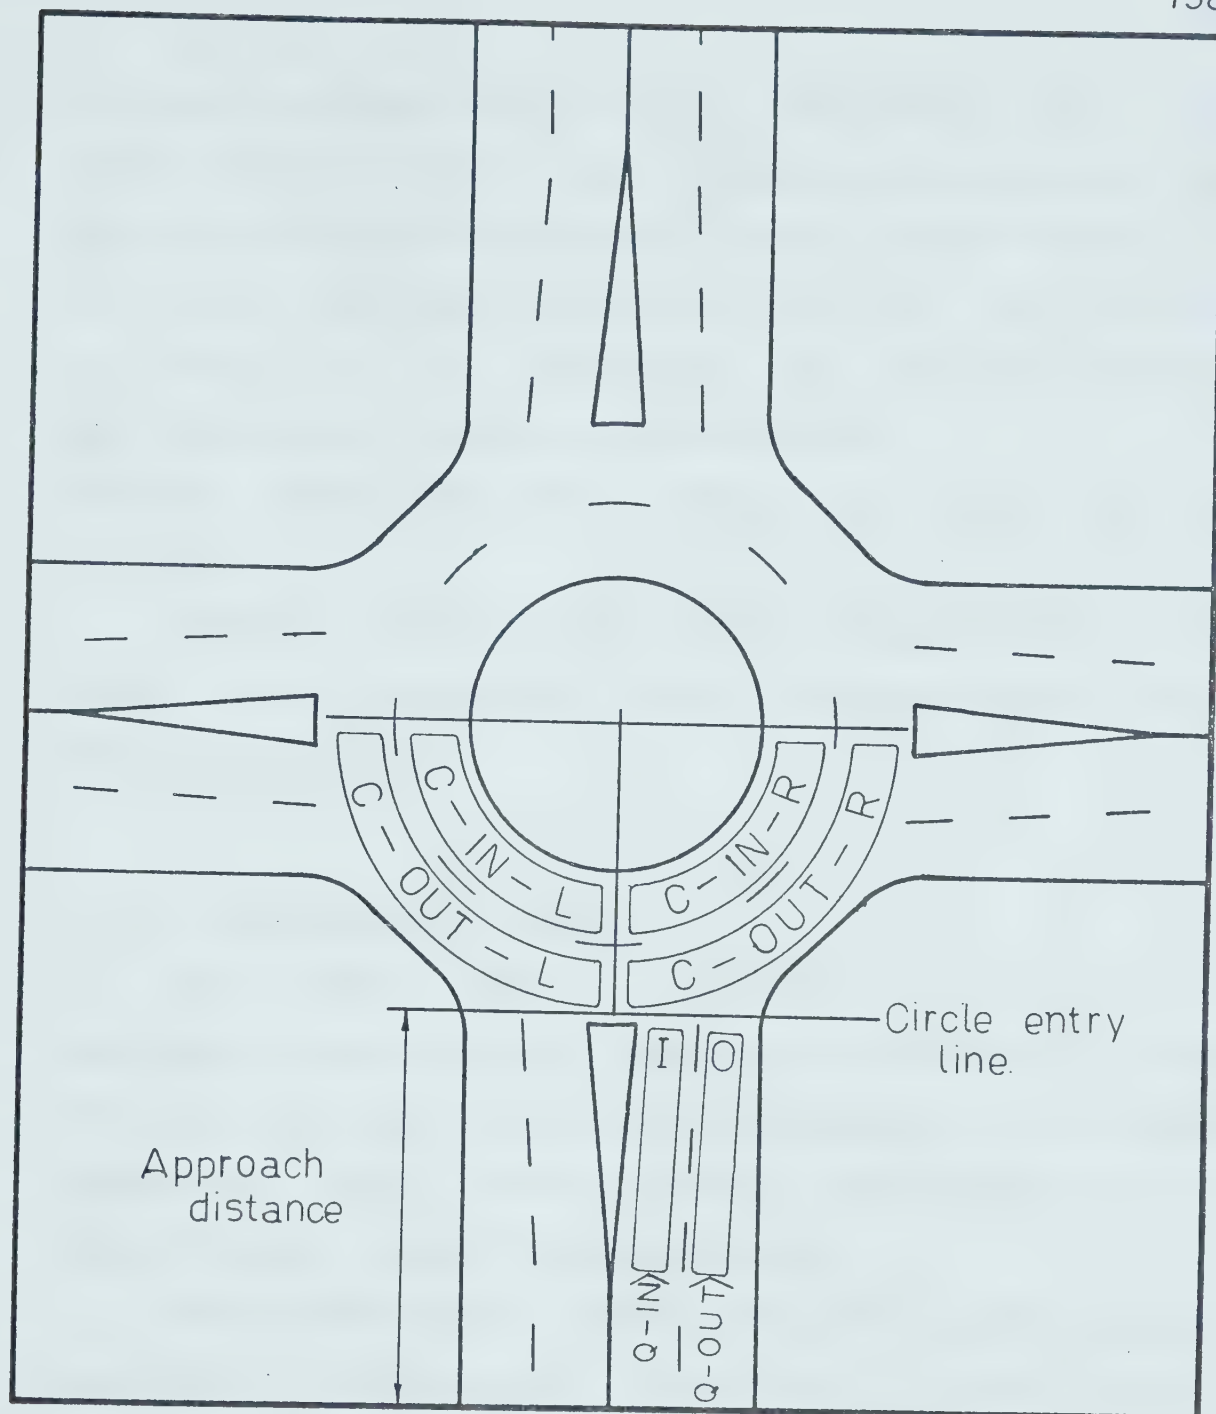 C-IN-L
C-IN-R
C-OUT-L
C-OUT-R
Circle entry
line.
I
O
Approach
distance
Q-IN
Q-OUT